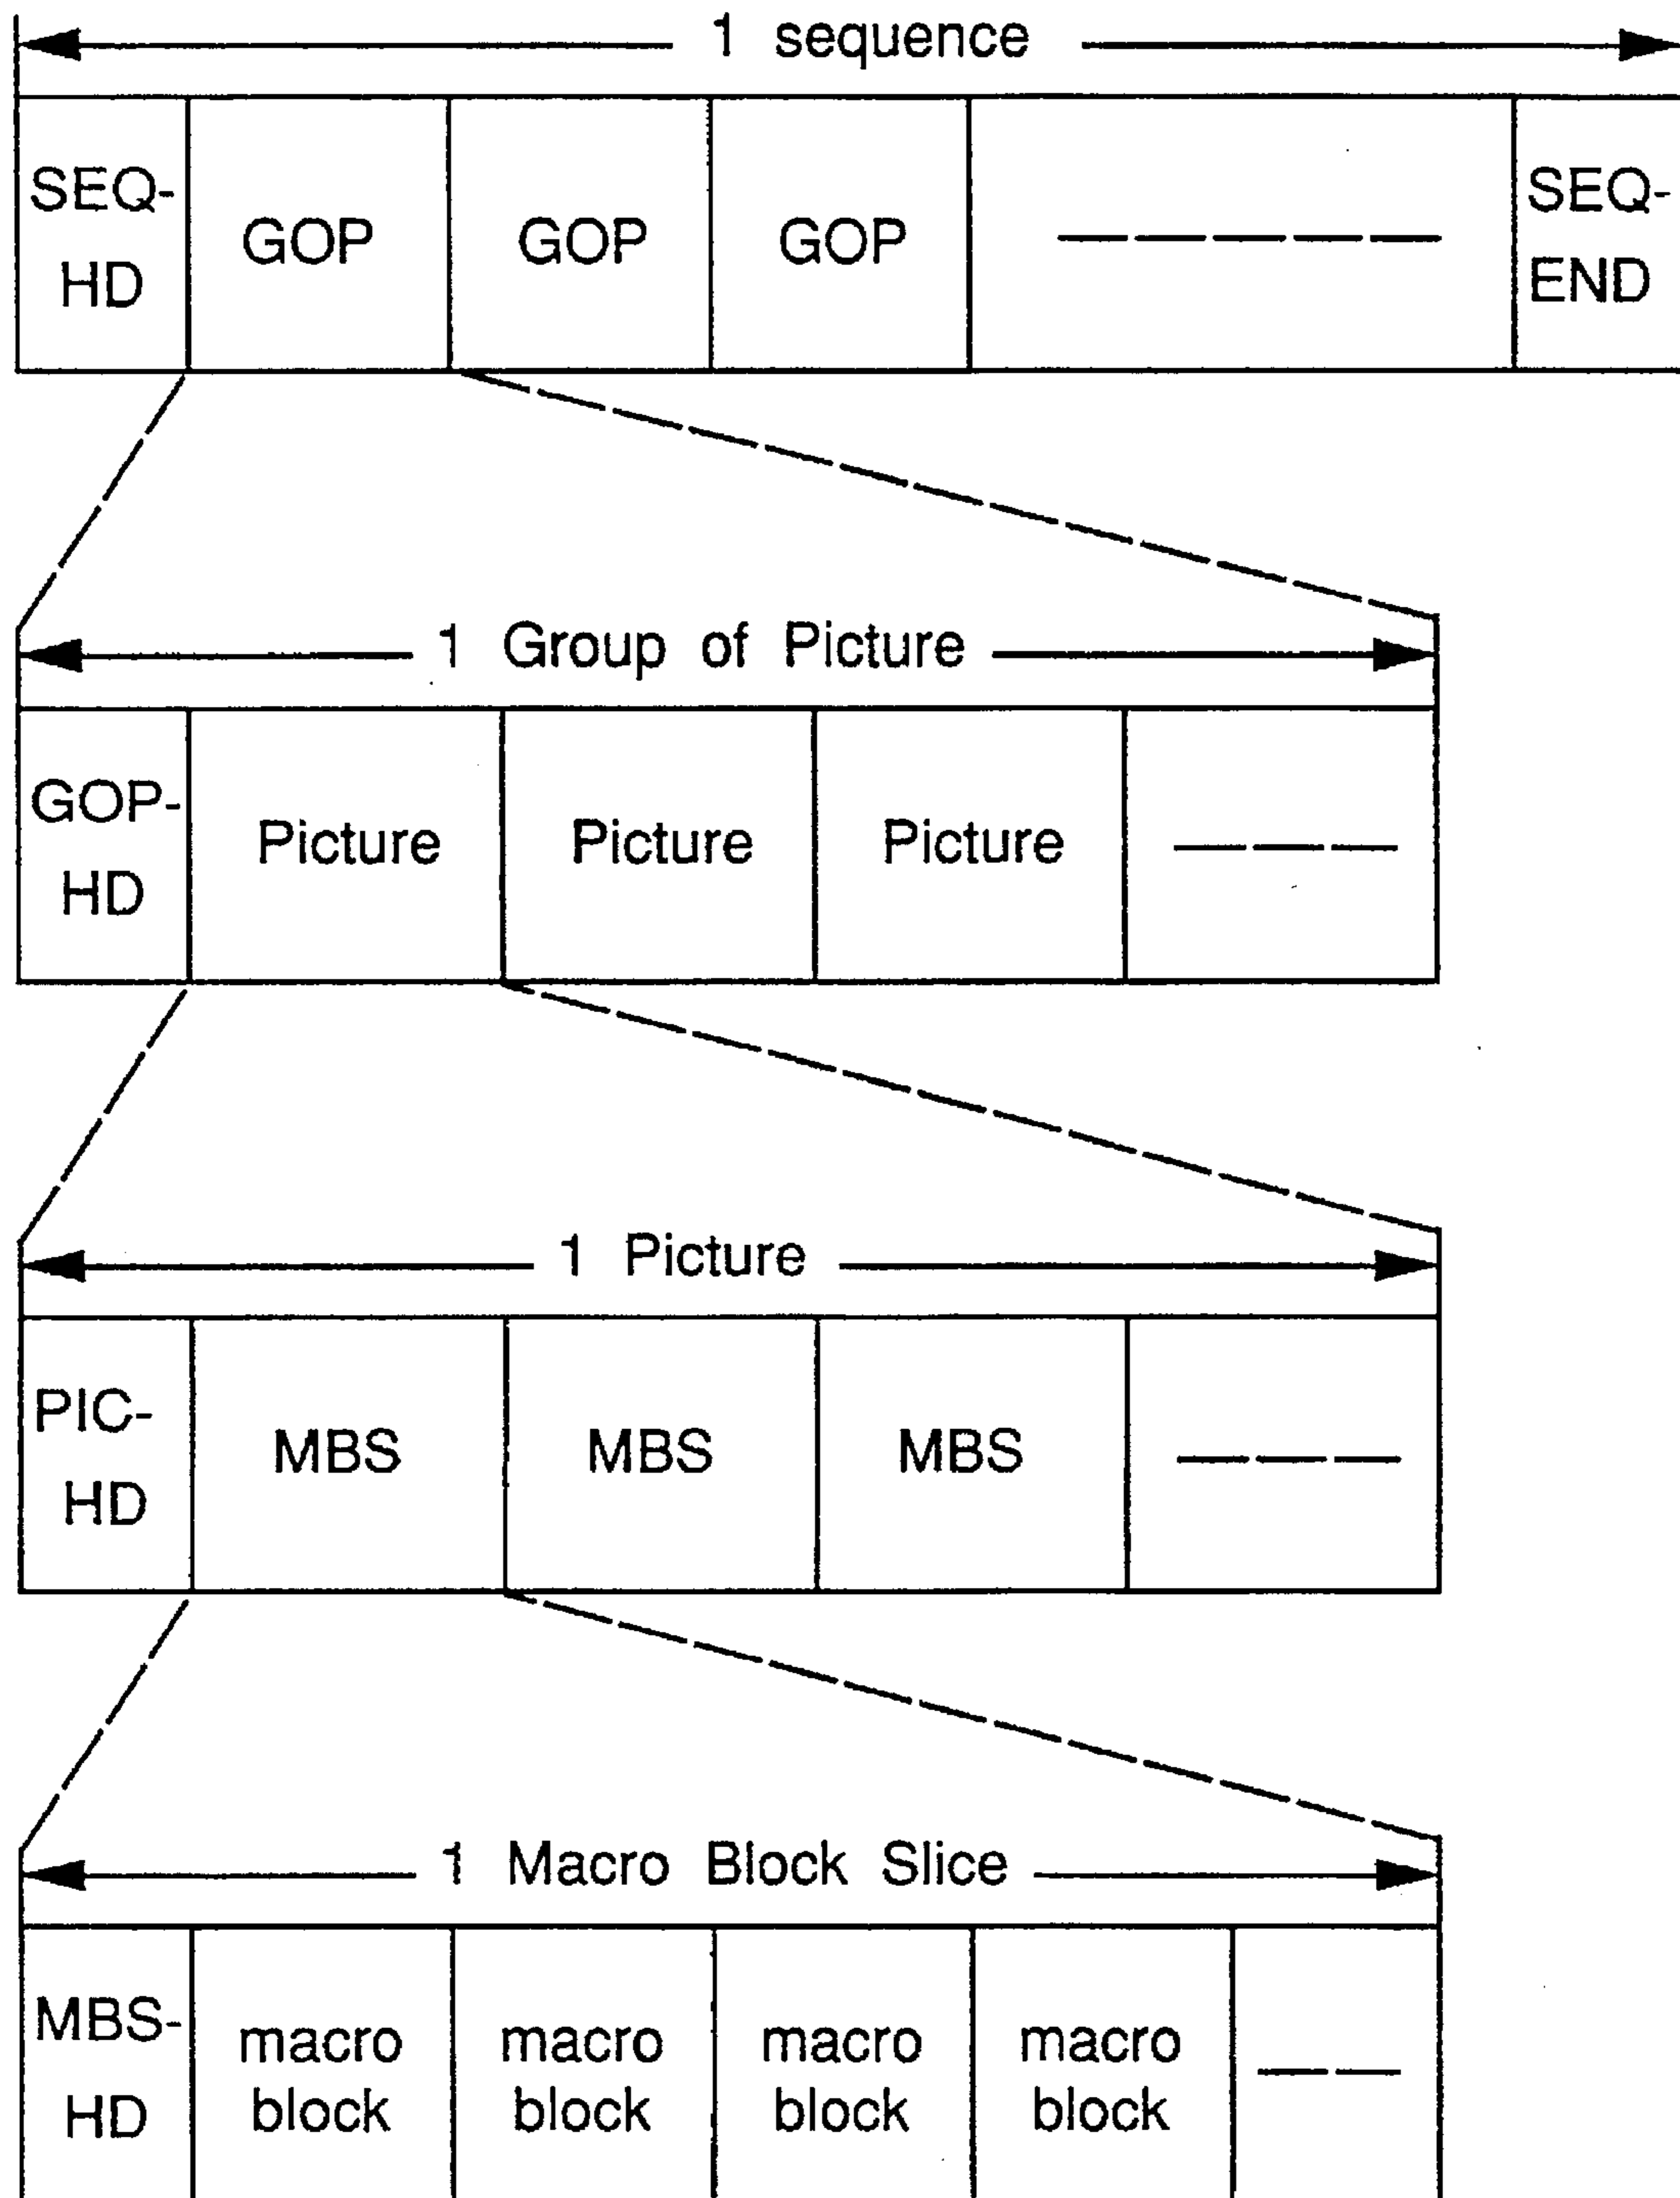 1 sequence
SEQ-
HD
GOP
GOP
GOP
SEQ-
END
1 Group of Picture
GOP-
HD
Picture
Picture
Picture
1 Picture
PIC-
HD
MBS
MBS
MBS
1 Macro Block Slice
MBS-
HD
macro
block
macro
block
macro
block
macro
block